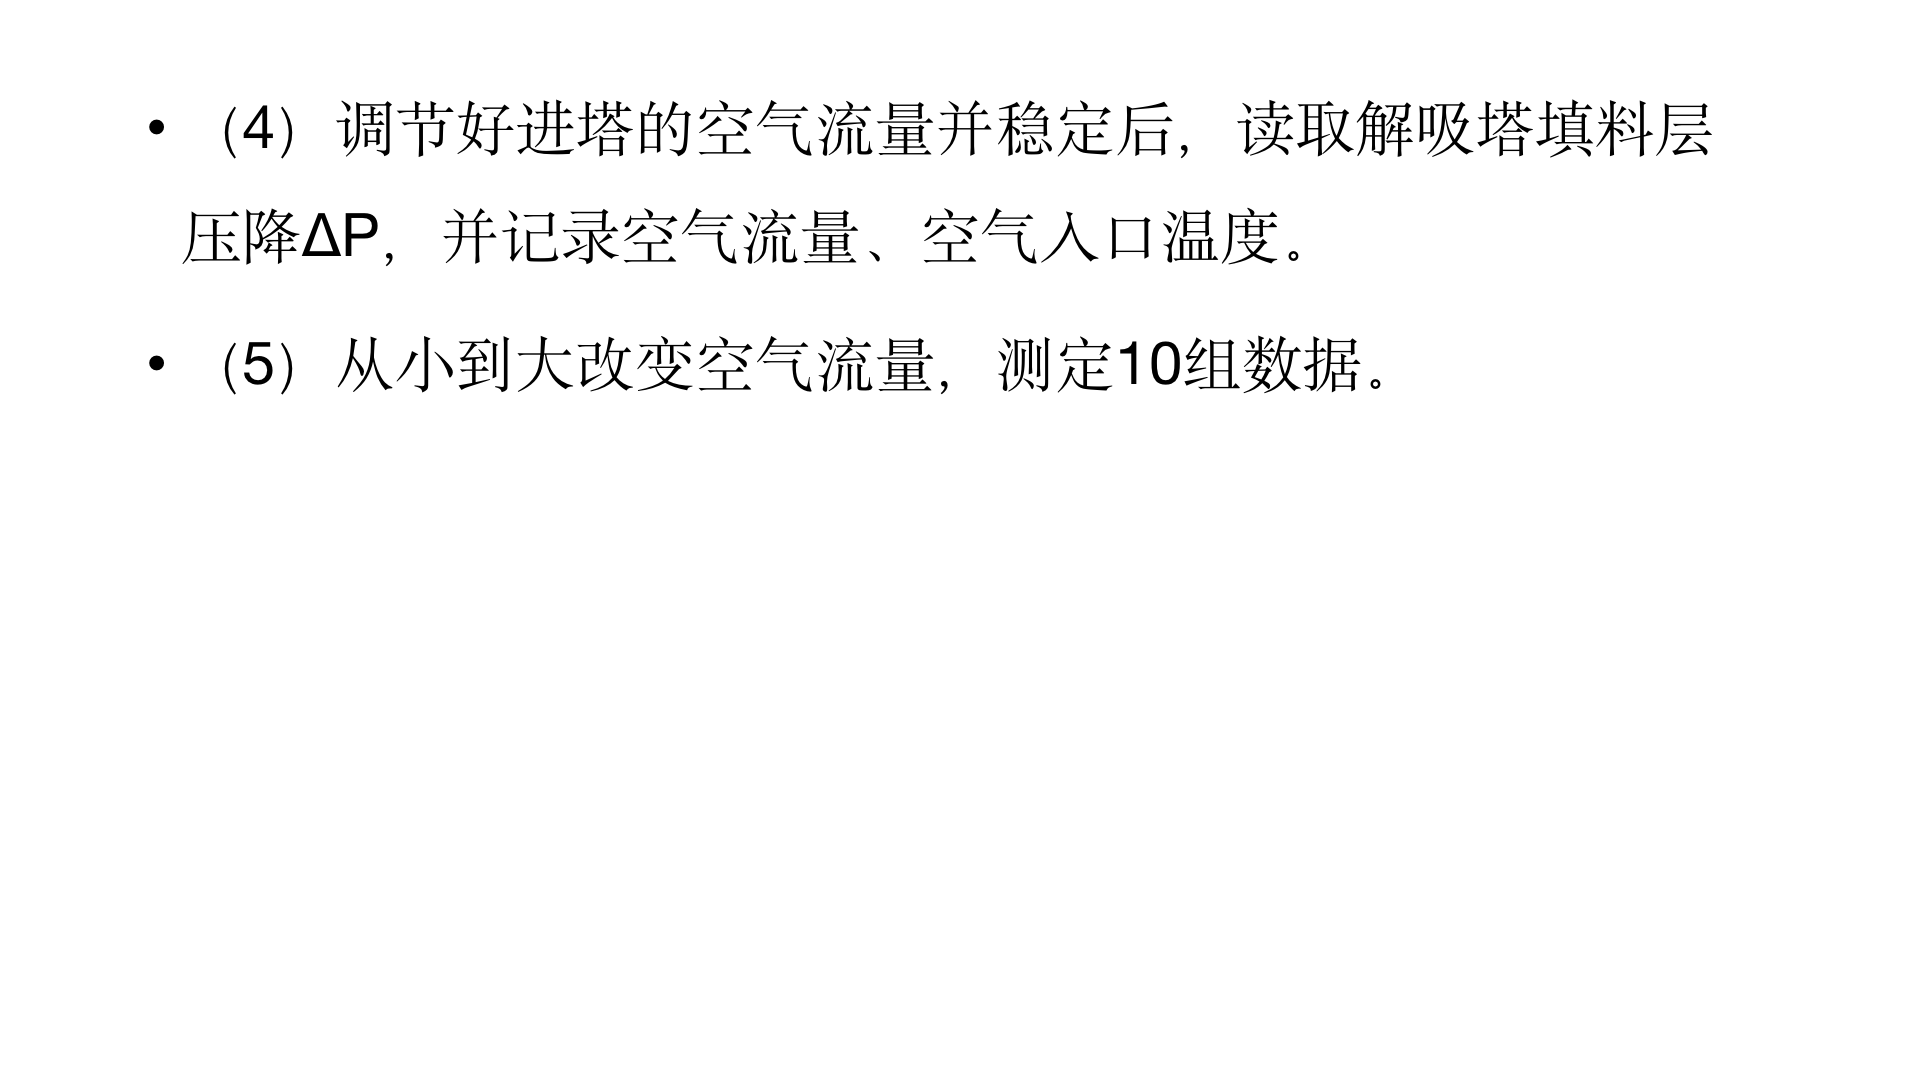 • （4）调节好进塔的空气流量并稳定后，读取解吸塔填料层
压降ΔP，并记录空气流量、空气入口温度。
• （5）从小到大改变空气流量，测定10组数据。